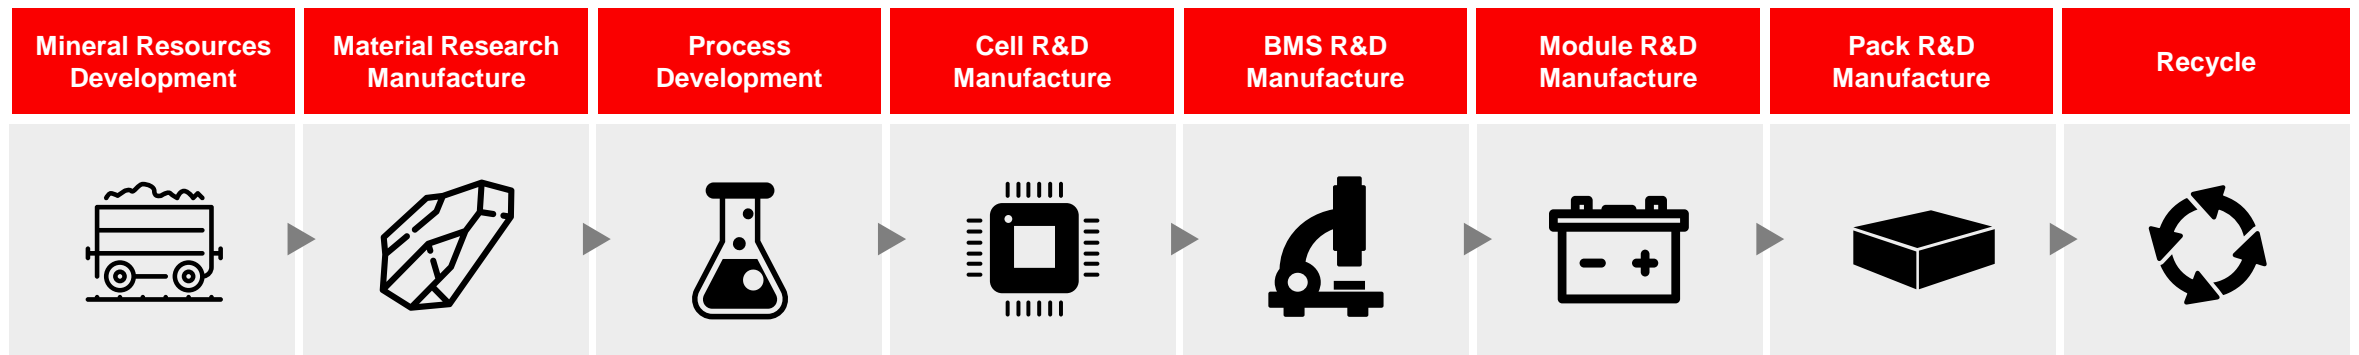 Mineral Resources
Development
Material Research
Manufacture
Process
Development
Cell R&D
Manufacture
BMS R&D
Manufacture
Module R&D
Manufacture
Pack R&D
Manufacture
Recycle